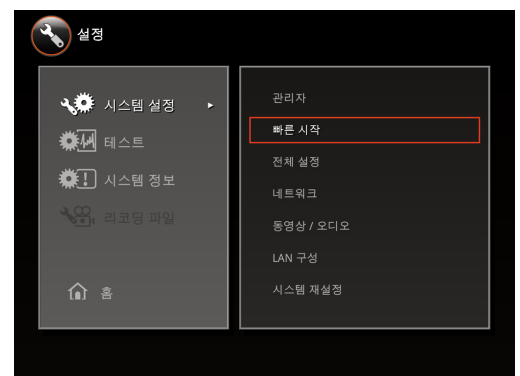 설정
시스템 설정
테스트
시스템 정보
리코딩 파일
홈
관리자
빠른 시작
전체 설정
네트워크
동영상 / 오디오
LAN 구성
시스템 재설정